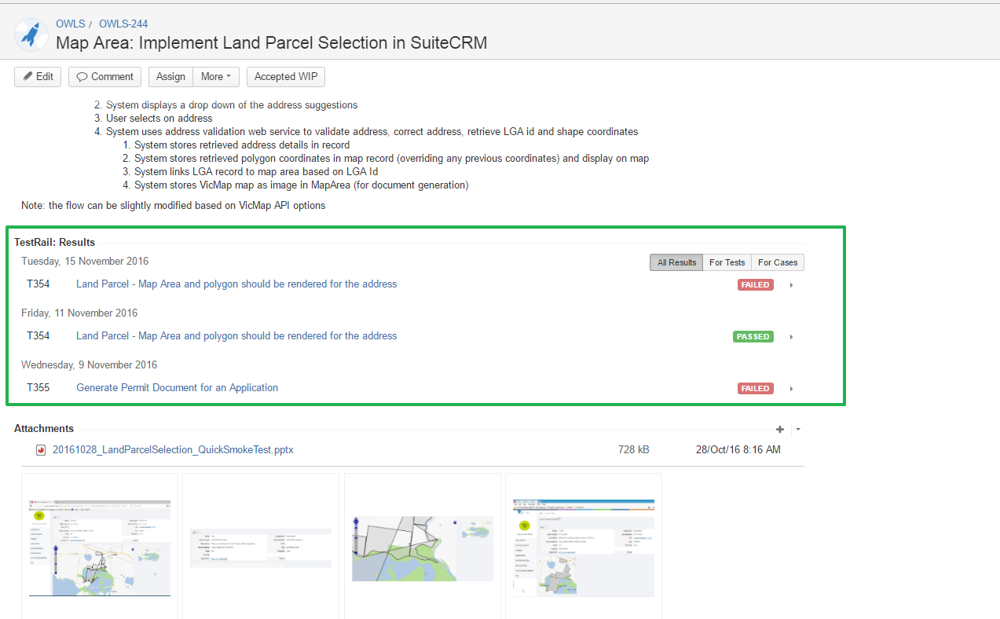 OWLS / OWLS-244
Map Area: Implement Land Parcel Selection in SuiteCRM
Edit Comment Assign More Accepted WIP
2. System displays a drop down of the address suggestions
3. User selects on address
4. System uses address validation web service to validate address, correct address, retrieve LGA id and shape coordinates
1. System stores retrieved address details in record
2. System stores retrieved polygon coordinates in map record (overriding any previous coordinates) and display on map
3. System links LGA record to map area based on LGA Id
4. System stores VicMap map as image in MapArea (for document generation)
Note: the flow can be slightly modified based on VicMap API options
TestRail: Results
Tuesday, 15 November 2016 All Results For Tests For Cases
T354 Land Parcel - Map Area and polygon should be rendered for the address FAILED
Friday, 11 November 2016
T354 Land Parcel - Map Area and polygon should be rendered for the address PASSED
Wednesday, 9 November 2016
T355 Generate Permit Document for an Application FAILED
Attachments
20161028_LandParcelSelection_QuickSmokeTest.pptx 728 kB 28/Oct/16 8:16 AM